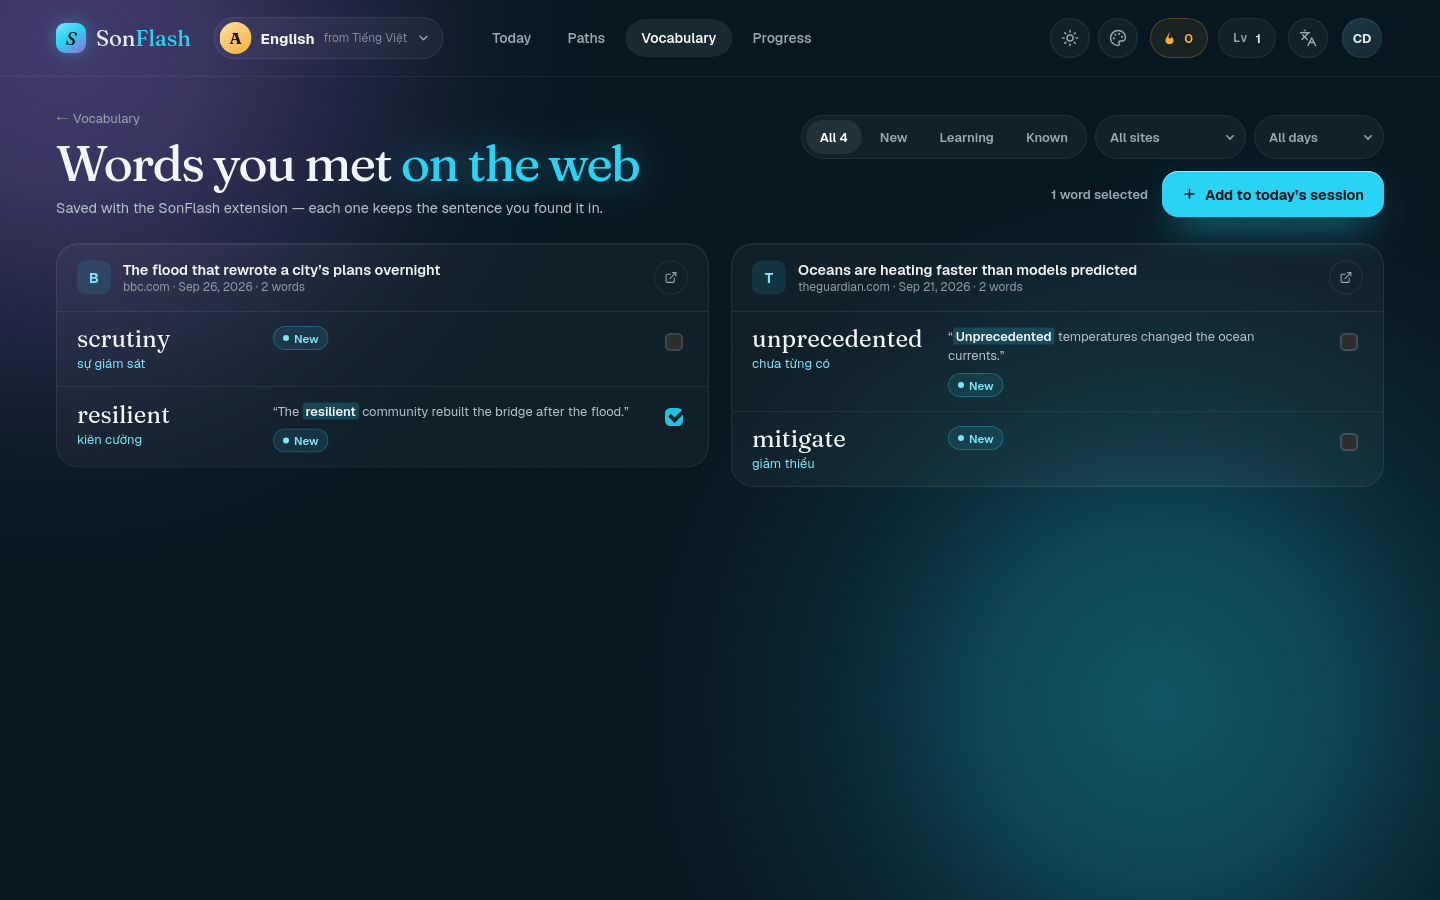 S SonFlash A English from Tiếng Việt Today Paths Vocabulary Progress 0 Lv 1 CD
← Vocabulary
Words you met on the web
Saved with the SonFlash extension — each one keeps the sentence you found it in.
All 4 New Learning Known All sites All days
1 word selected + Add to today's session
B The flood that rewrote a city's plans overnight
bbc.com · Sep 26, 2026 · 2 words
scrutiny New
sự giám sát
resilient “The resilient community rebuilt the bridge after the flood.”
kiên cường New
T Oceans are heating faster than models predicted
theguardian.com · Sep 21, 2026 · 2 words
unprecedented “Unprecedented temperatures changed the ocean
chưa từng có currents.”
New
mitigate New
giảm thiểu